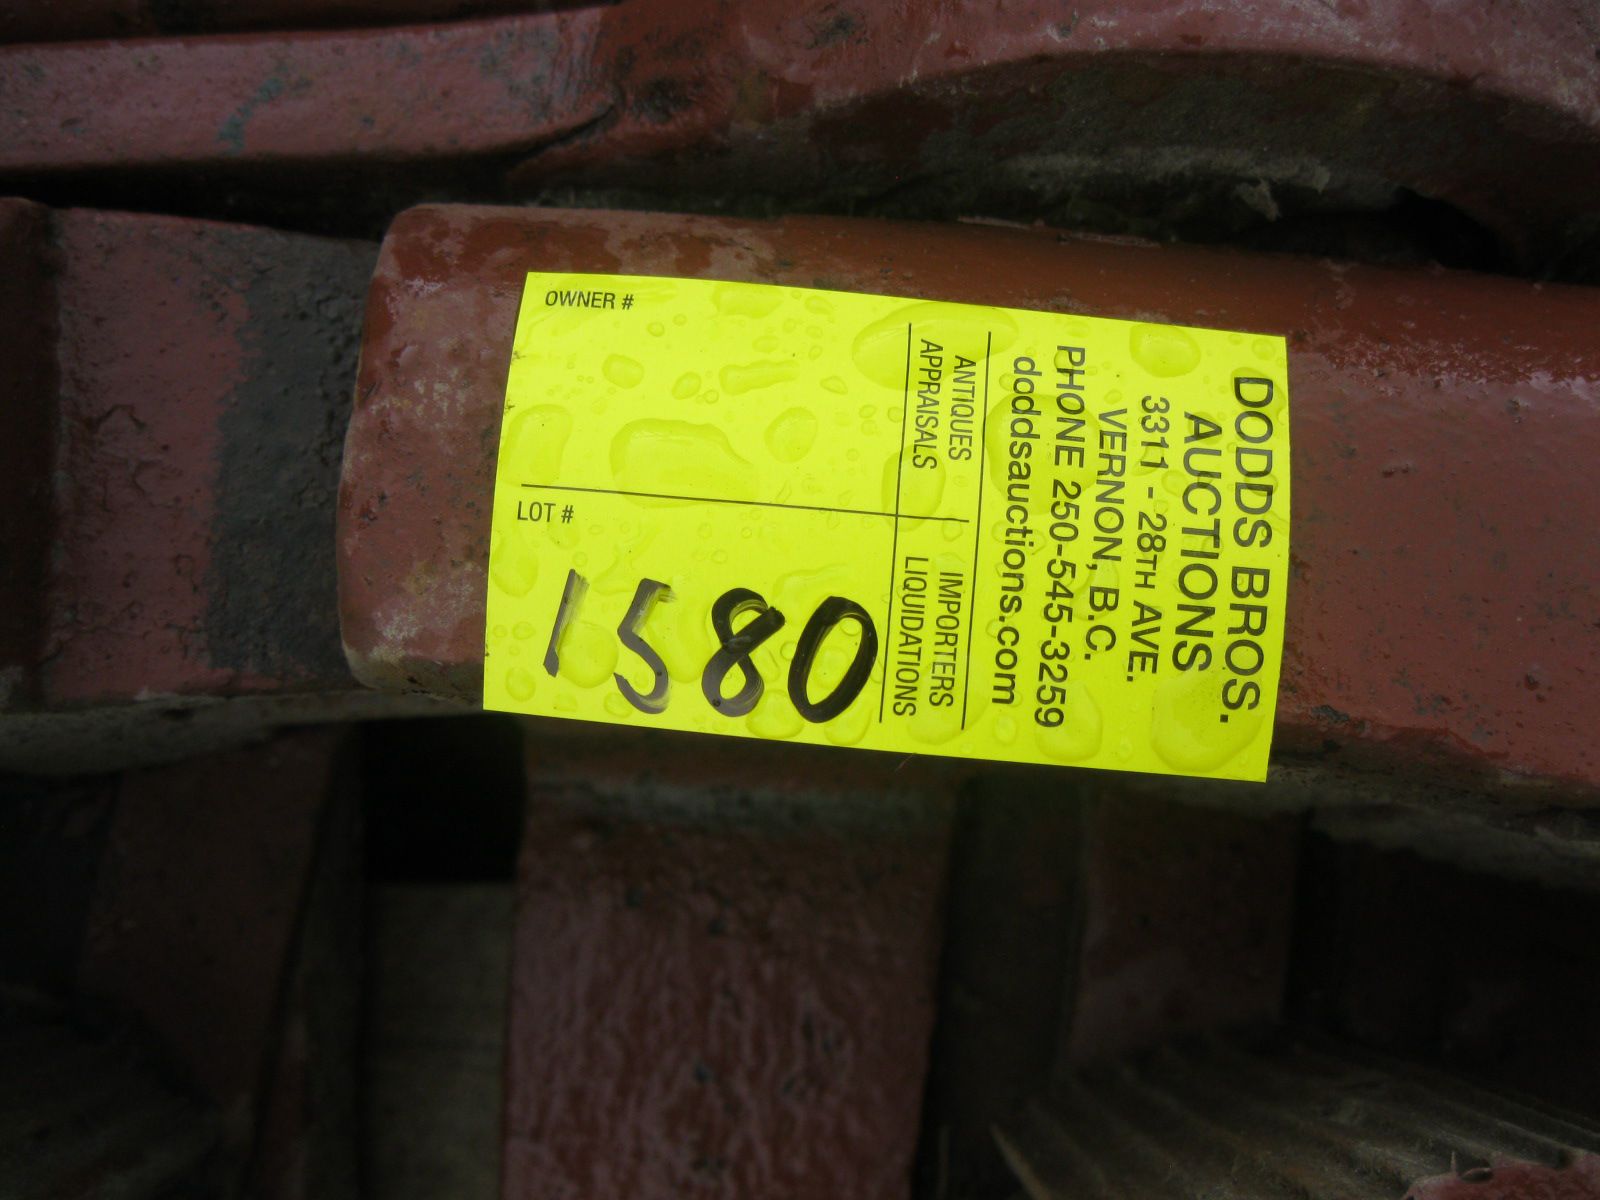 DODDS BROS.
AUCTIONS
3311 - 28TH AVE.
VERNON, B.C.
PHONE 250-545-3259
doddsauctions.com
ANTIQUES
APPRAISALS
IMPORTERS
LIQUIDATIONS
OWNER #
LOT #
1580